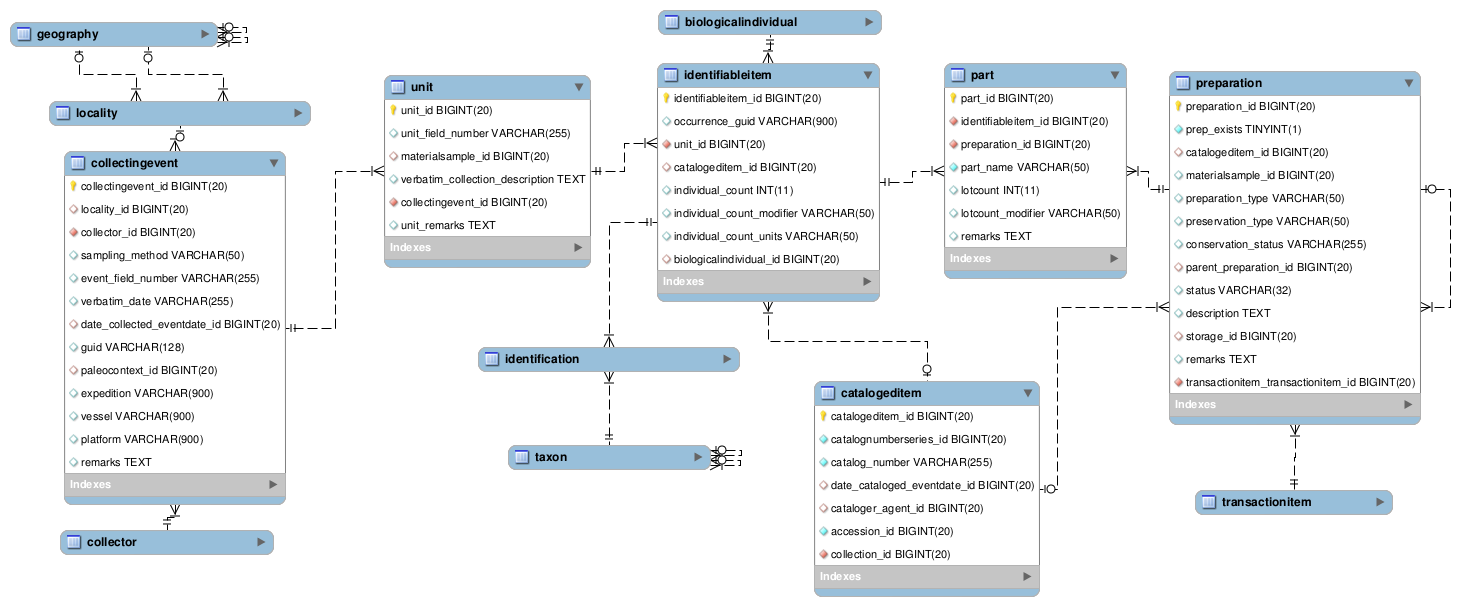 geography
locality
collectingevent
collectingevent_id BIGINT(20)
locality_id BIGINT(20)
collector_id BIGINT(20)
sampling_method VARCHAR(50)
event_field_number VARCHAR(255)
verbatim_date VARCHAR(255)
date_collected_eventdate_id BIGINT(20)
guid VARCHAR(128)
paleocontext_id BIGINT(20)
expedition VARCHAR(900)
vessel VARCHAR(900)
platform VARCHAR(900)
remarks TEXT
Indexes
collector
unit
unit_id BIGINT(20)
unit_field_number VARCHAR(255)
materialsample_id BIGINT(20)
verbatim_collection_description TEXT
collectingevent_id BIGINT(20)
unit_remarks TEXT
Indexes
biologicalindividual
identifiableitem
identifiableitem_id BIGINT(20)
occurrence_guid VARCHAR(900)
unit_id BIGINT(20)
catalogeditem_id BIGINT(20)
individual_count INT(11)
individual_count_modifier VARCHAR(50)
individual_count_units VARCHAR(50)
biologicalindividual_id BIGINT(20)
Indexes
identification
taxon
part
part_id BIGINT(20)
identifiableitem_id BIGINT(20)
preparation_id BIGINT(20)
part_name VARCHAR(50)
lotcount INT(11)
lotcount_modifier VARCHAR(50)
remarks TEXT
Indexes
catalogeditem
catalogeditem_id BIGINT(20)
catalognumberseries_id BIGINT(20)
catalog_number VARCHAR(255)
date_cataloged_eventdate_id BIGINT(20)
cataloger_agent_id BIGINT(20)
accession_id BIGINT(20)
collection_id BIGINT(20)
Indexes
preparation
preparation_id BIGINT(20)
prep_exists TINYINT(1)
catalogeditem_id BIGINT(20)
materialsample_id BIGINT(20)
preparation_type VARCHAR(50)
preservation_type VARCHAR(50)
conservation_status VARCHAR(255)
parent_preparation_id BIGINT(20)
status VARCHAR(32)
description TEXT
storage_id BIGINT(20)
remarks TEXT
transactionitem_transactionitem_id BIGINT(20)
Indexes
transactionitem